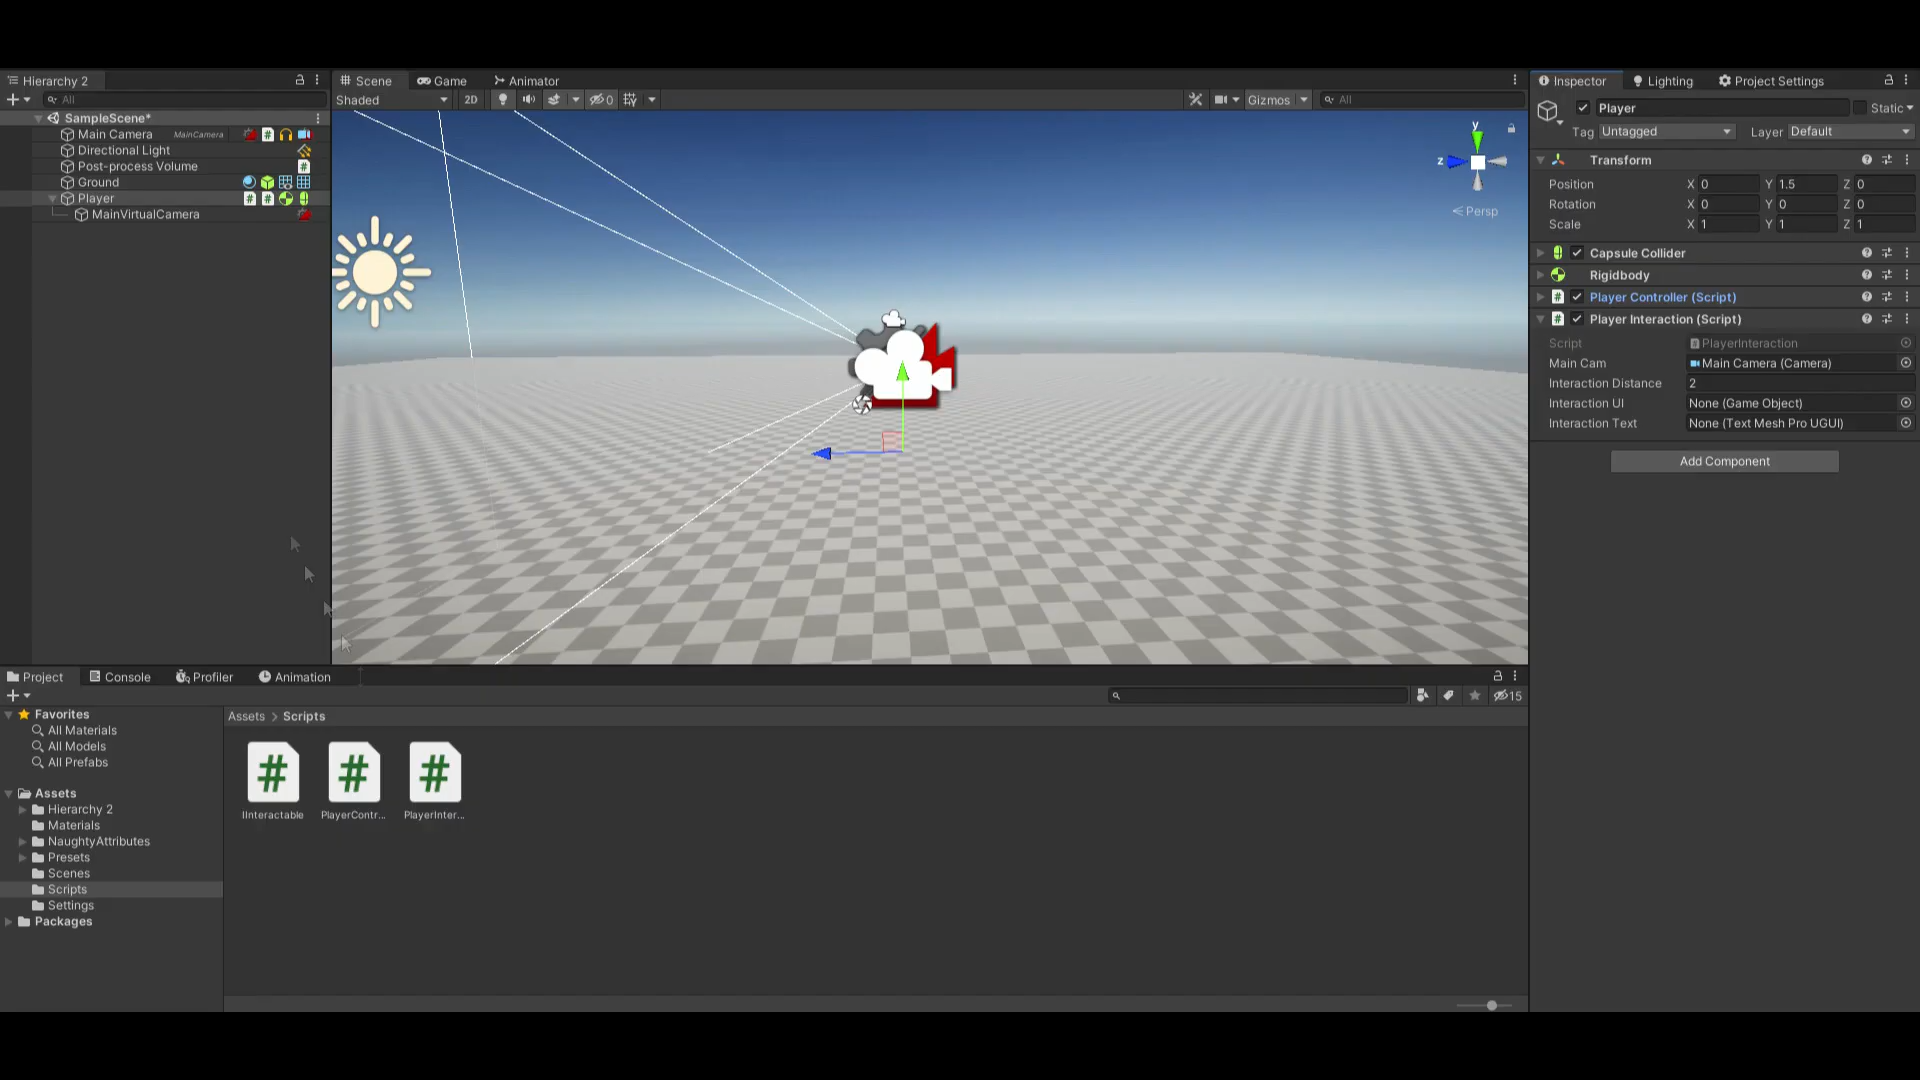 Hierarchy 2
All
SampleScene*
Main Camera MainCamera
Directional Light
Post-process Volume
Ground
Player
MainVirtualCamera
Scene Game Animator
Shaded 2D 0 Gizmos All
y
z
Persp
Inspector Lighting Project Settings
Player Static
Tag Untagged Layer Default
Transform
Position X 0 Y 1.5 Z 0
Rotation X 0 Y 0 Z 0
Scale X 1 Y 1 Z 1
Capsule Collider
Rigidbody
Player Controller (Script)
Player Interaction (Script)
Script PlayerInteraction
Main Cam Main Camera (Camera)
Interaction Distance 2
Interaction UI None (Game Object)
Interaction Text None (Text Mesh Pro UGUI)
Add Component
Project Console Profiler Animation
15
Favorites
All Materials
All Models
All Prefabs
Assets
Hierarchy 2
Materials
NaughtyAttributes
Presets
Scenes
Scripts
Settings
Packages
Assets > Scripts
IInteractable PlayerContr... PlayerInter...